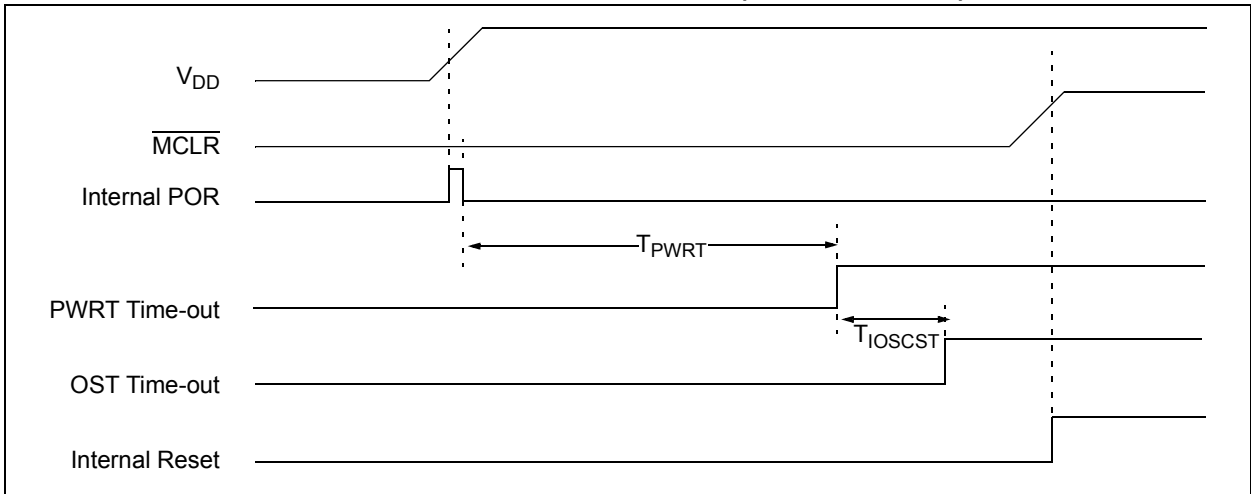 VDD
MCLR
Internal POR
TPWRT
PWRT Time-out
TIOSCST
OST Time-out
Internal Reset